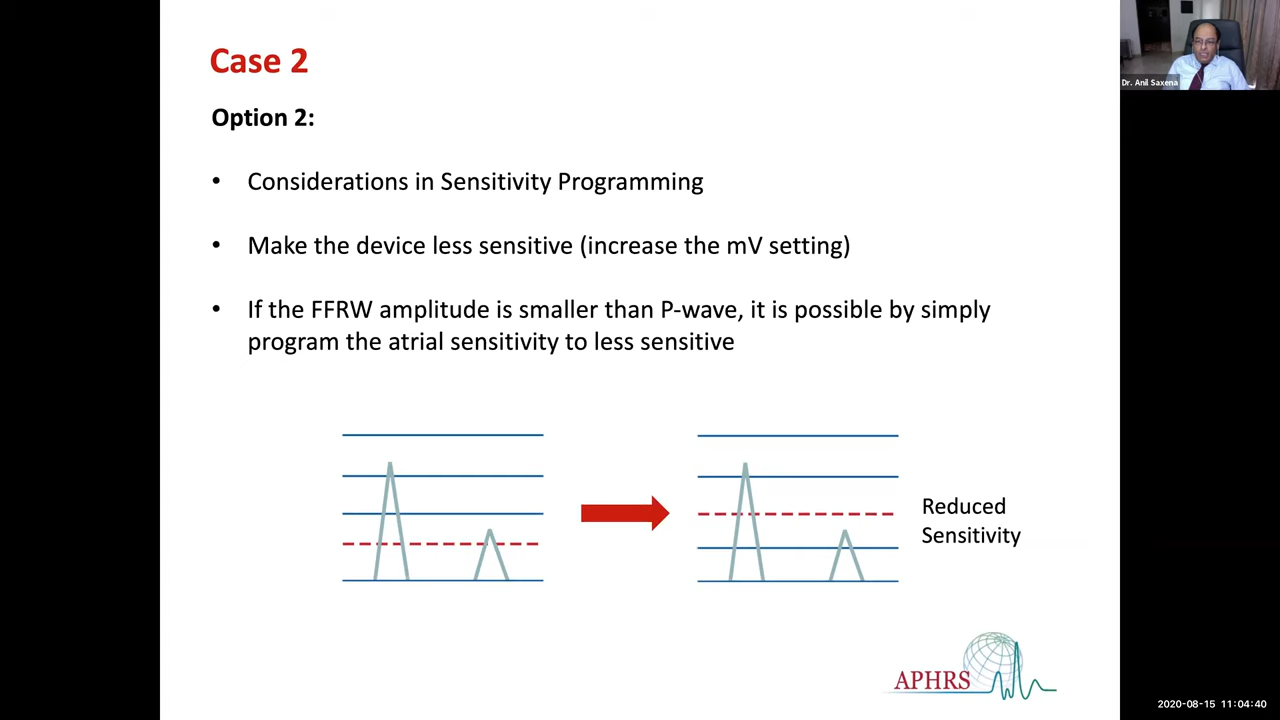 Case 2
Dr. Anil Saxena
Option 2:
• Considerations in Sensitivity Programming
• Make the device less sensitive (increase the mV setting)
• If the FFRW amplitude is smaller than P-wave, it is possible by simply
program the atrial sensitivity to less sensitive
Reduced
Sensitivity
APHRS
2020-08-15 11:04:40